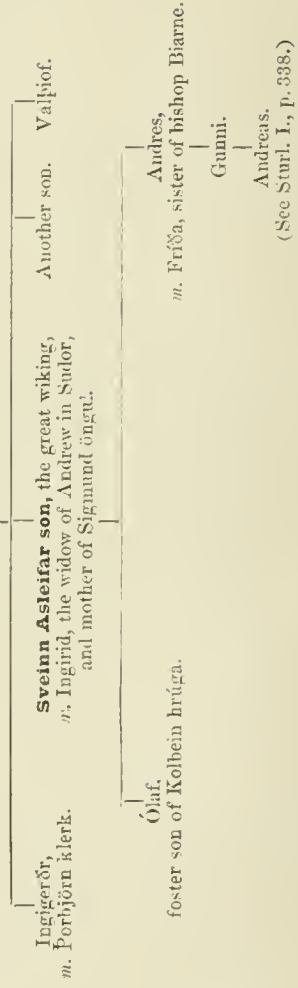 Ingigerðr,
m. Þorbjörn klerk.
Sveinn Asleifar son, the great wiking,
m. Ingirid, the widow of Andrew in Sudor,
and mother of Sigmund öngul.
Another son.
Valþiof.
Ólaf.
foster son of Kolbein hrúga.
Andres,
m. Fríða, sister of bishop Biarne.
Gunni.
Andreas.
(See Sturl. I., p. 338.)